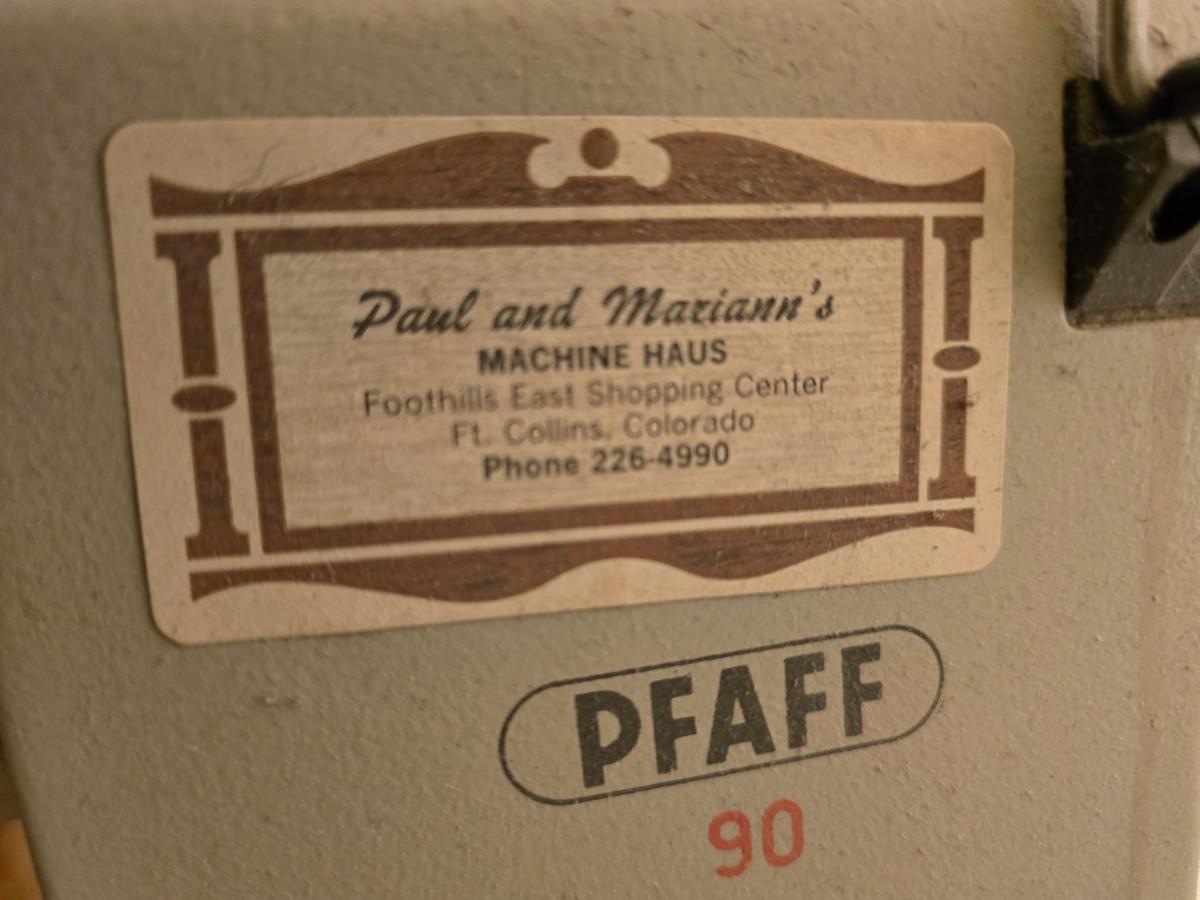 Paul and Mariann's
MACHINE HAUS
Foothills East Shopping Center
Ft. Collins, Colorado
Phone 226-4990
PFAFF
90